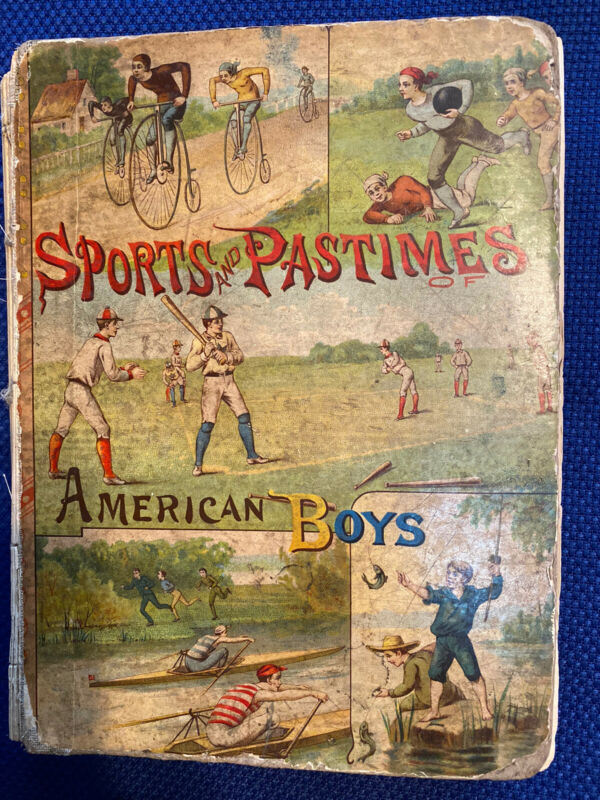 SPORTS AND PASTIMES
OF
AMERICAN BOYS